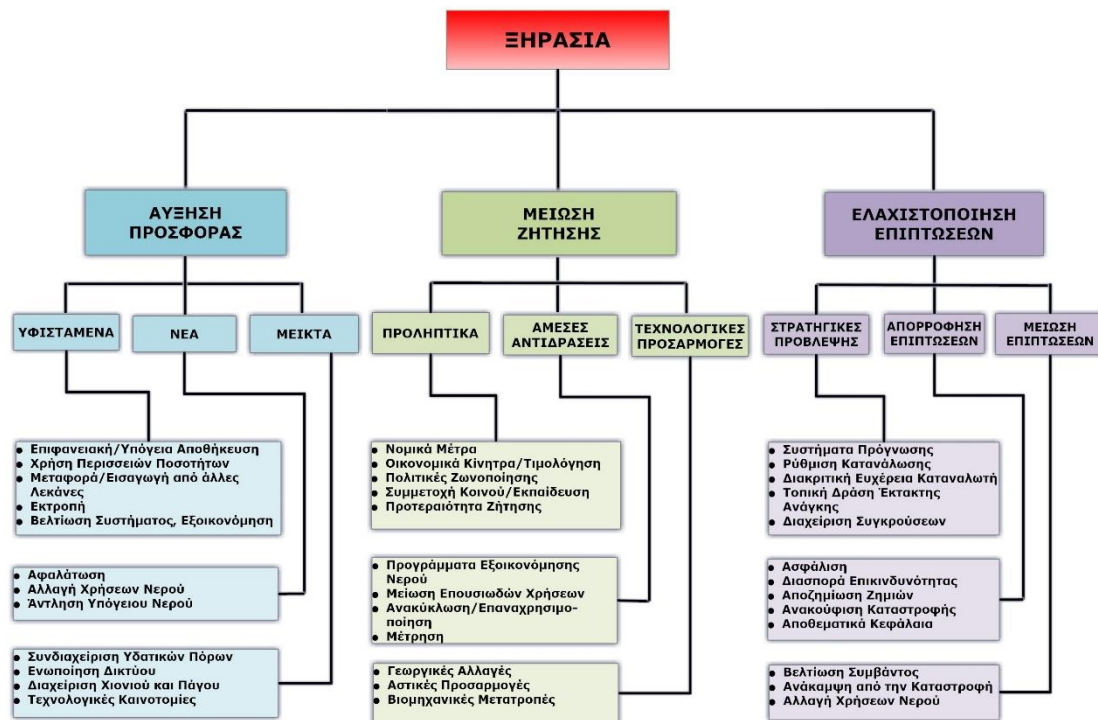 ΞΗΡΑΣΙΑ
ΑΥΞΗΣΗ
ΠΡΟΣΦΟΡΑΣ
ΜΕΙΩΣΗ
ΖΗΤΗΣΗΣ
ΕΛΑΧΙΣΤΟΠΟΙΗΣΗ
ΕΠΙΠΤΩΣΕΩΝ
ΥΦΙΣΤΑΜΕΝΑ
ΝΕΑ
ΜΕΙΚΤΑ
ΠΡΟΛΗΠΤΙΚΑ
ΑΜΕΣΕΣ
ΑΝΤΙΔΡΑΣΕΙΣ
ΤΕΧΝΟΛΟΓΙΚΕΣ
ΠΡΟΣΑΡΜΟΓΕΣ
ΣΤΡΑΤΗΓΙΚΕΣ
ΠΡΟΒΛΕΨΗΣ
ΑΠΟΡΡΟΦΗΣΗ
ΕΠΙΠΤΩΣΕΩΝ
ΜΕΙΩΣΗ
ΕΠΙΠΤΩΣΕΩΝ
• Επιφανειακή/Υπόγεια Αποθήκευση
• Χρήση Περισσειών Ποσοτήτων
• Μεταφορά/Εισαγωγή από άλλες
Λεκάνες
• Εκτροπή
• Βελτίωση Συστήματος, Εξοικονόμηση
• Αφαλάτωση
• Αλλαγή Χρήσεων Νερού
• Άντληση Υπόγειου Νερού
• Συνδιαχείριση Υδατικών Πόρων
• Ενωποίηση Δικτύου
• Διαχείριση Χιονιού και Πάγου
• Τεχνολογικές Καινοτομίες
• Νομικά Μέτρα
• Οικονομικά Κίνητρα/Τιμολόγηση
• Πολιτικές Ζωνοποίησης
• Συμμετοχή Κοινού/Εκπαίδευση
• Προτεραιότητα Ζήτησης
• Προγράμματα Εξοικονόμησης
Νερού
• Μείωση Επουσιωδών Χρήσεων
• Ανακύκλωση/Επαναχρησιμο-
ποίηση
• Μέτρηση
• Γεωργικές Αλλαγές
• Αστικές Προσαρμογές
• Βιομηχανικές Μετατροπές
• Συστήματα Πρόγνωσης
• Ρύθμιση Κατανάλωσης
• Διακριτική Ευχέρεια Καταναλωτή
• Τοπική Δράση Έκτακτης
Ανάγκης
• Διαχείριση Συγκρούσεων
• Ασφάλιση
• Διασπορά Επικινδυνότητας
• Αποζημίωση Ζημιών
• Ανακούφιση Καταστροφής
• Αποθεματικά Κεφάλαια
• Βελτίωση Συμβάντος
• Ανάκαμψη από την Καταστροφή
• Αλλαγή Χρήσεων Νερού